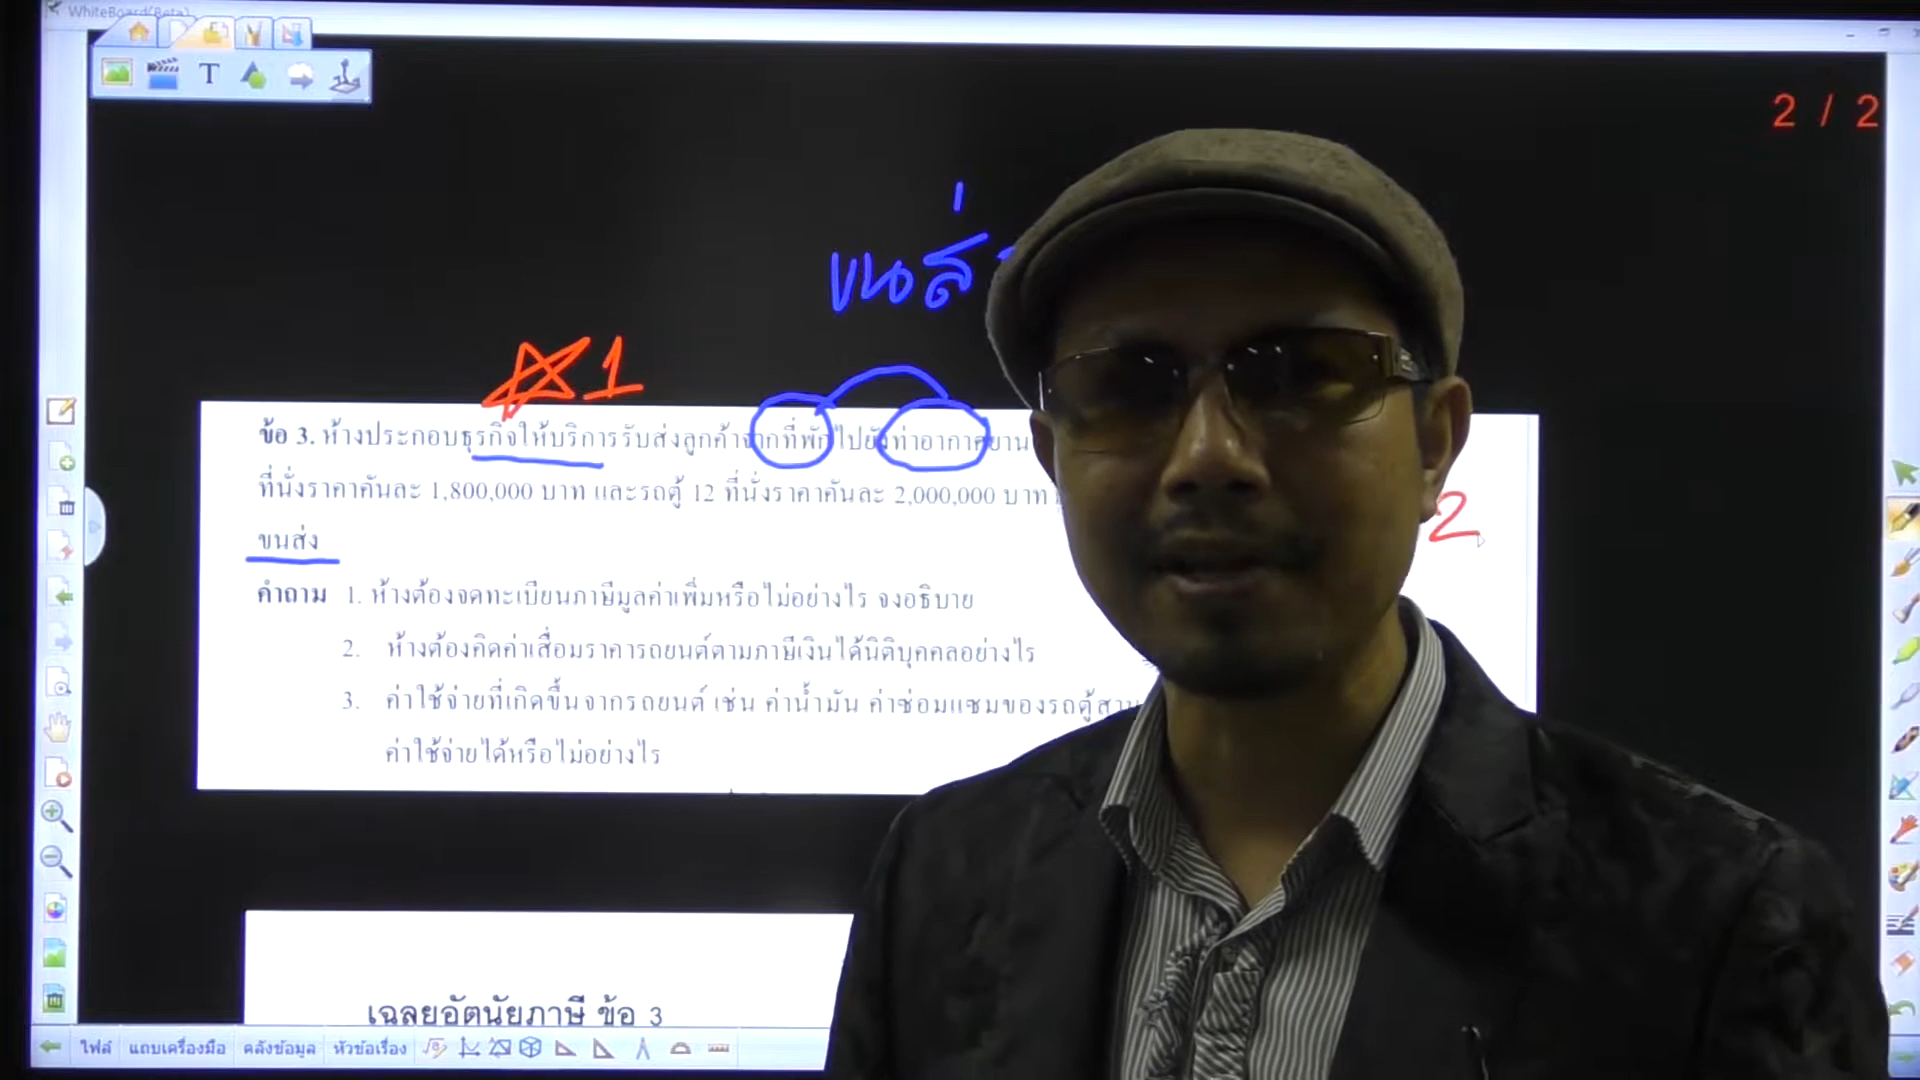 WhiteBoard(Beta)
T
2 / 2
ขนส่
1
ข้อ 3. ห้างประกอบธุรกิจให้บริการรับส่งลูกค้าจากที่พักไปยังท่าอากาศยาน
ที่นั่งราคาคันละ 1,800,000 บาท และรถตู้ 12 ที่นั่งราคาคันละ 2,000,000 บาท
2
ขนส่ง
คำถาม 1. ห้างต้องจดทะเบียนภาษีมูลค่าเพิ่มหรือไม่อย่างไร จงอธิบาย
2. ห้างต้องคิดค่าเสื่อมราคารถยนต์ตามภาษีเงินได้นิติบุคคลอย่างไร
3. ค่าใช้จ่ายที่เกิดขึ้นจากรถยนต์ เช่น ค่าน้ำมัน ค่าซ่อมแซมของรถตู้สา
ค่าใช้จ่ายได้หรือไม่อย่างไร
เฉลยอัตนัยภาษี ข้อ 3
ไฟล์ แถบเครื่องมือ คลังข้อมูล หัวข้อเรื่อง